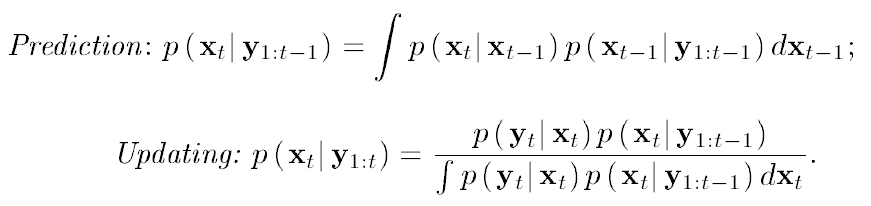 Prediction: p ( x_t | y_{1:t−1} ) = ∫ p ( x_t | x_{t−1} ) p ( x_{t−1} | y_{1:t−1} ) dx_{t−1};
Updating: p ( x_t | y_{1:t} ) = \frac{p ( y_t | x_t ) p ( x_t | y_{1:t−1} )}{∫ p ( y_t | x_t ) p ( x_t | y_{1:t−1} ) dx_t}.